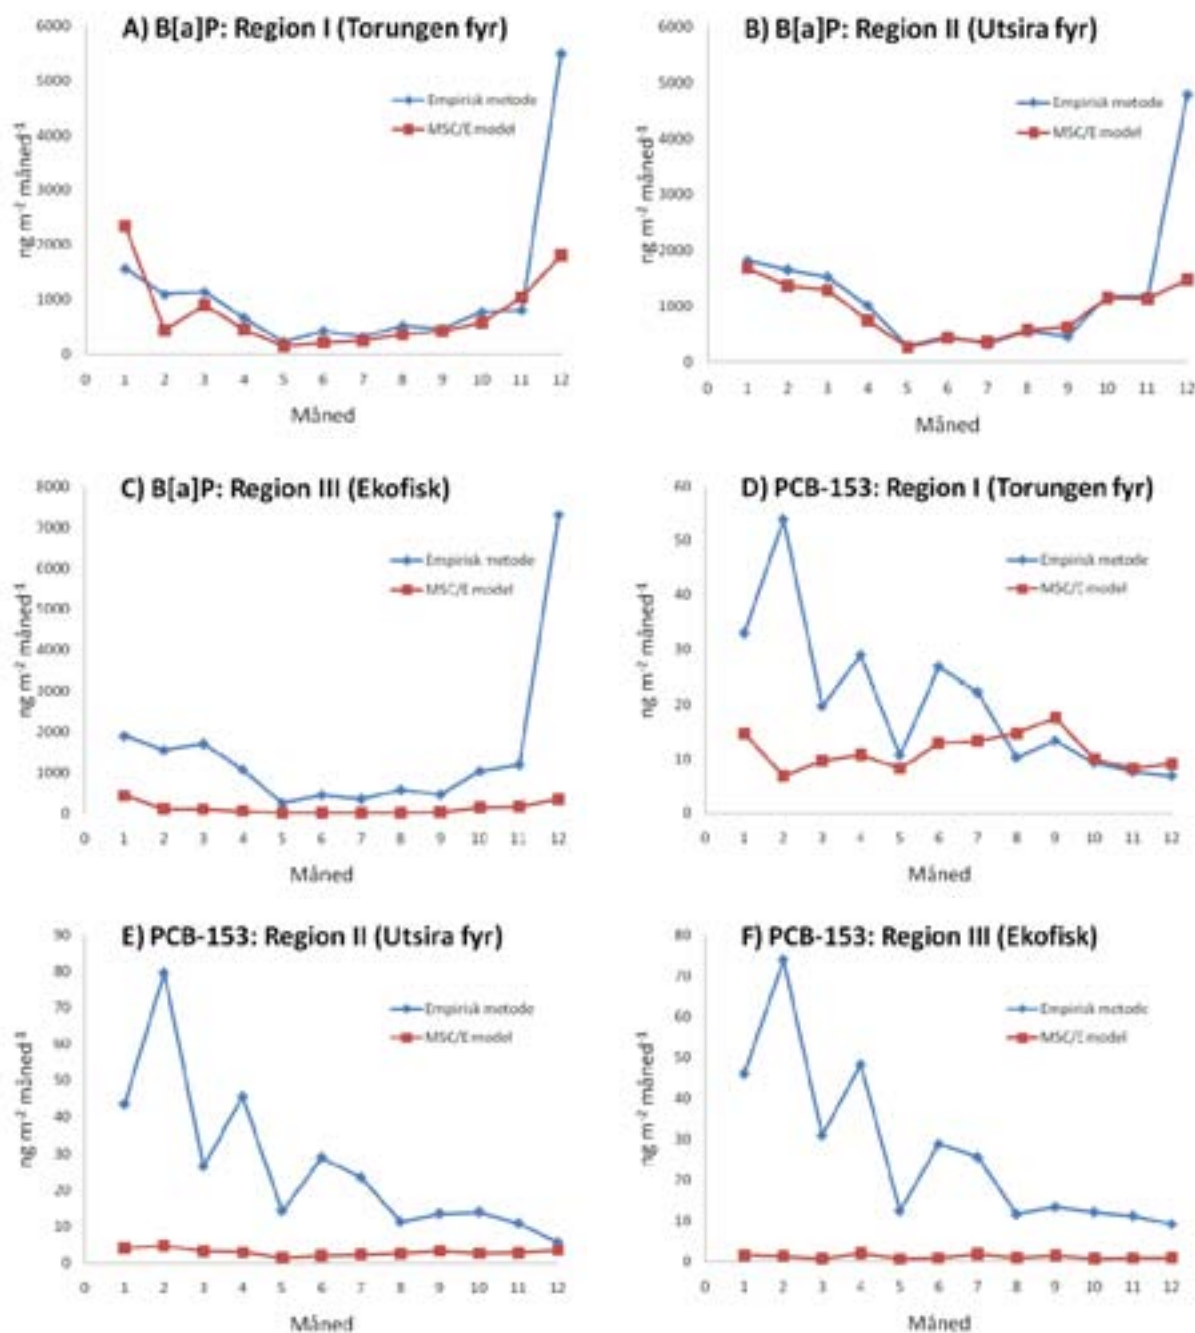 A) B[a]P: Region I (Torungen fyr)
6000
5000
4000
3000
2000
1000
0
ng m⁻² måned⁻¹
Empirisk metode
MSC/E model
0 1 2 3 4 5 6 7 8 9 10 11 12
Måned
B) B[a]P: Region II (Utsira fyr)
6000
5000
4000
3000
2000
1000
0
ng m⁻² måned⁻¹
Empirisk metode
MSC/E model
0 1 2 3 4 5 6 7 8 9 10 11 12
Måned
C) B[a]P: Region III (Ekofisk)
8000
7000
6000
5000
4000
3000
2000
1000
0
ng m⁻² måned⁻¹
Empirisk metode
MSC/E model
0 1 2 3 4 5 6 7 8 9 10 11 12
Måned
D) PCB-153: Region I (Torungen fyr)
60
50
40
30
20
10
0
ng m⁻² måned⁻¹
Empirisk metode
MSC/E model
0 1 2 3 4 5 6 7 8 9 10 11 12
Måned
E) PCB-153: Region II (Utsira fyr)
90
80
70
60
50
40
30
20
10
0
ng m⁻² måned⁻¹
Empirisk metode
MSC/E model
0 1 2 3 4 5 6 7 8 9 10 11 12
Måned
F) PCB-153: Region III (Ekofisk)
80
70
60
50
40
30
20
10
0
ng m⁻² måned⁻¹
Empirisk metode
MSC/E model
0 1 2 3 4 5 6 7 8 9 10 11 12
Måned